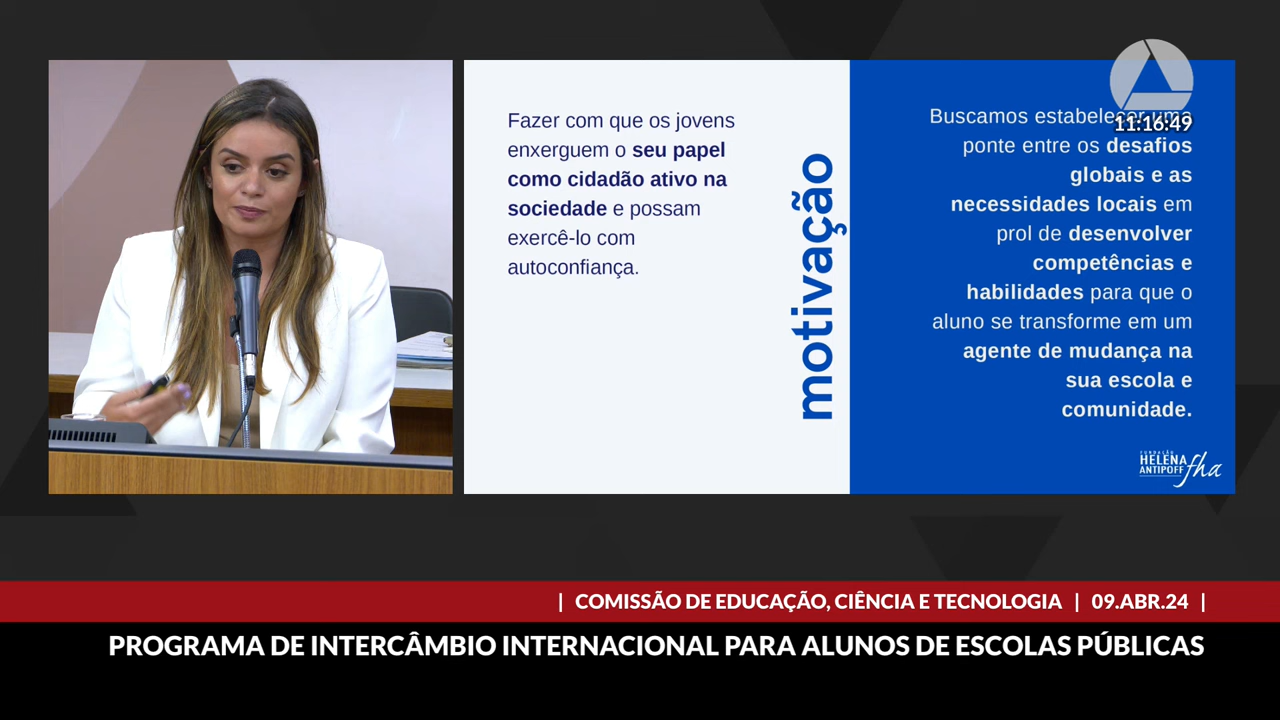 Fazer com que os jovens
enxerguem o seu papel
como cidadão ativo na
sociedade e possam
exercê-lo com
autoconfiança.
motivação
Buscamos estabelecer uma
ponte entre os desafios
globais e as
necessidades locais em
prol de desenvolver
competências e
habilidades para que o
aluno se transforme em um
agente de mudança na
sua escola e
comunidade.
11:16:49
FUNDAÇÃO
HELENA
ANTIPOFF fha
| COMISSÃO DE EDUCAÇÃO, CIÊNCIA E TECNOLOGIA | 09.ABR.24 |
PROGRAMA DE INTERCÂMBIO INTERNACIONAL PARA ALUNOS DE ESCOLAS PÚBLICAS